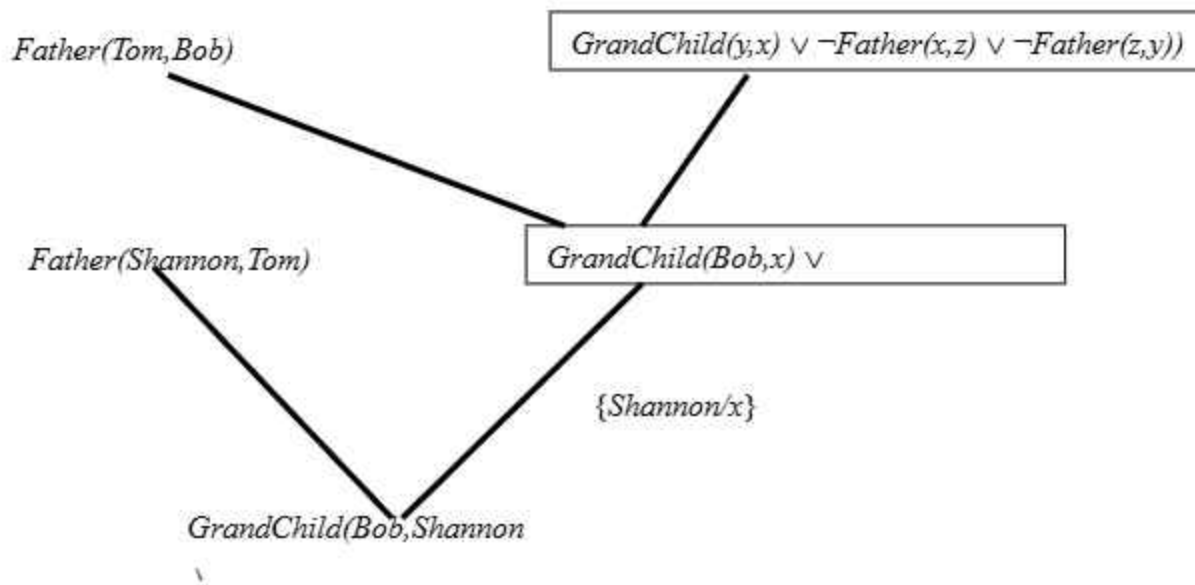 Father(Tom,Bob)
GrandChild(y,x) ∨ ¬Father(x,z) ∨ ¬Father(z,y))
Father(Shannon,Tom)
GrandChild(Bob,x) ∨
{Shannon/x}
GrandChild(Bob,Shannon